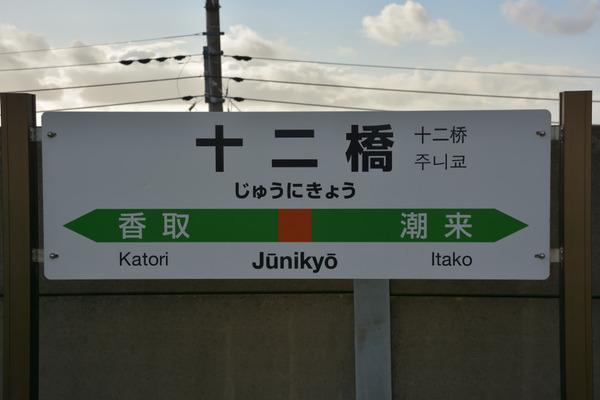 十二橋
十二桥
주니쿄
じゅうにきょう
香取 潮来
Katori Jūnikyō Itako